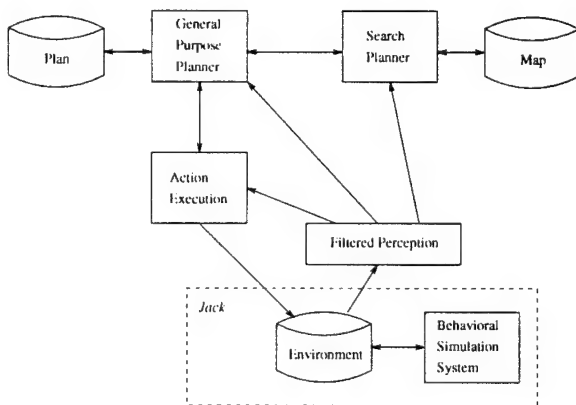 Plan
General
Purpose
Planner
Search
Planner
Map
Action
Execution
Filtered Perception
Jack
Environment
Behavioral
Simulation
System